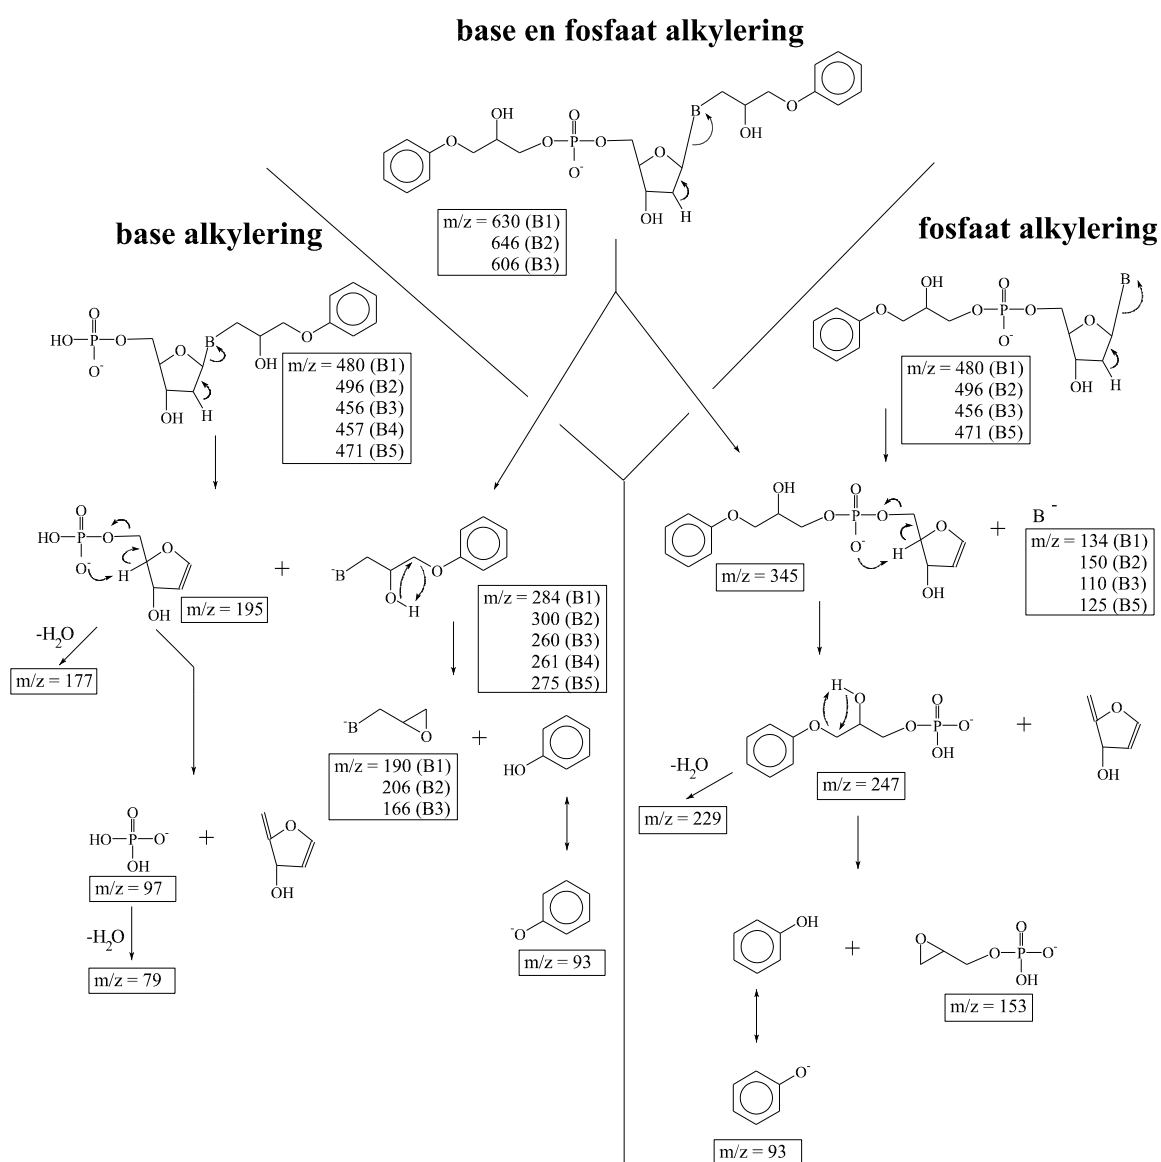 base en fosfaat alkylering
OH
O
O
O
P
O
O-
O
OH
H
B
OH
O
m/z = 630 (B1)
646 (B2)
606 (B3)
base alkylering
fosfaat alkylering
O
HO
P
O
O-
O
OH
H
B
OH
O
m/z = 480 (B1)
496 (B2)
456 (B3)
457 (B4)
471 (B5)
OH
O
O
O
P
O
O-
O
OH
H
B
m/z = 480 (B1)
496 (B2)
456 (B3)
471 (B5)
O
HO
P
O
O-
H
O
OH
m/z = 195
+
-B
O
H
O
m/z = 284 (B1)
300 (B2)
260 (B3)
261 (B4)
275 (B5)
OH
O
O
O
P
O
O-
H
O
OH
m/z = 345
+
B -
m/z = 134 (B1)
150 (B2)
110 (B3)
125 (B5)
-H2O
m/z = 177
-B
O
m/z = 190 (B1)
206 (B2)
166 (B3)
+
HO
H
O
O
O
O
P
O-
OH
m/z = 247
+
O
OH
-H2O
m/z = 229
O
HO
P
O-
OH
m/z = 97
+
O
OH
-H2O
m/z = 79
-O
m/z = 93
OH
+
O
O
O
P
O-
OH
m/z = 153
O-
m/z = 93